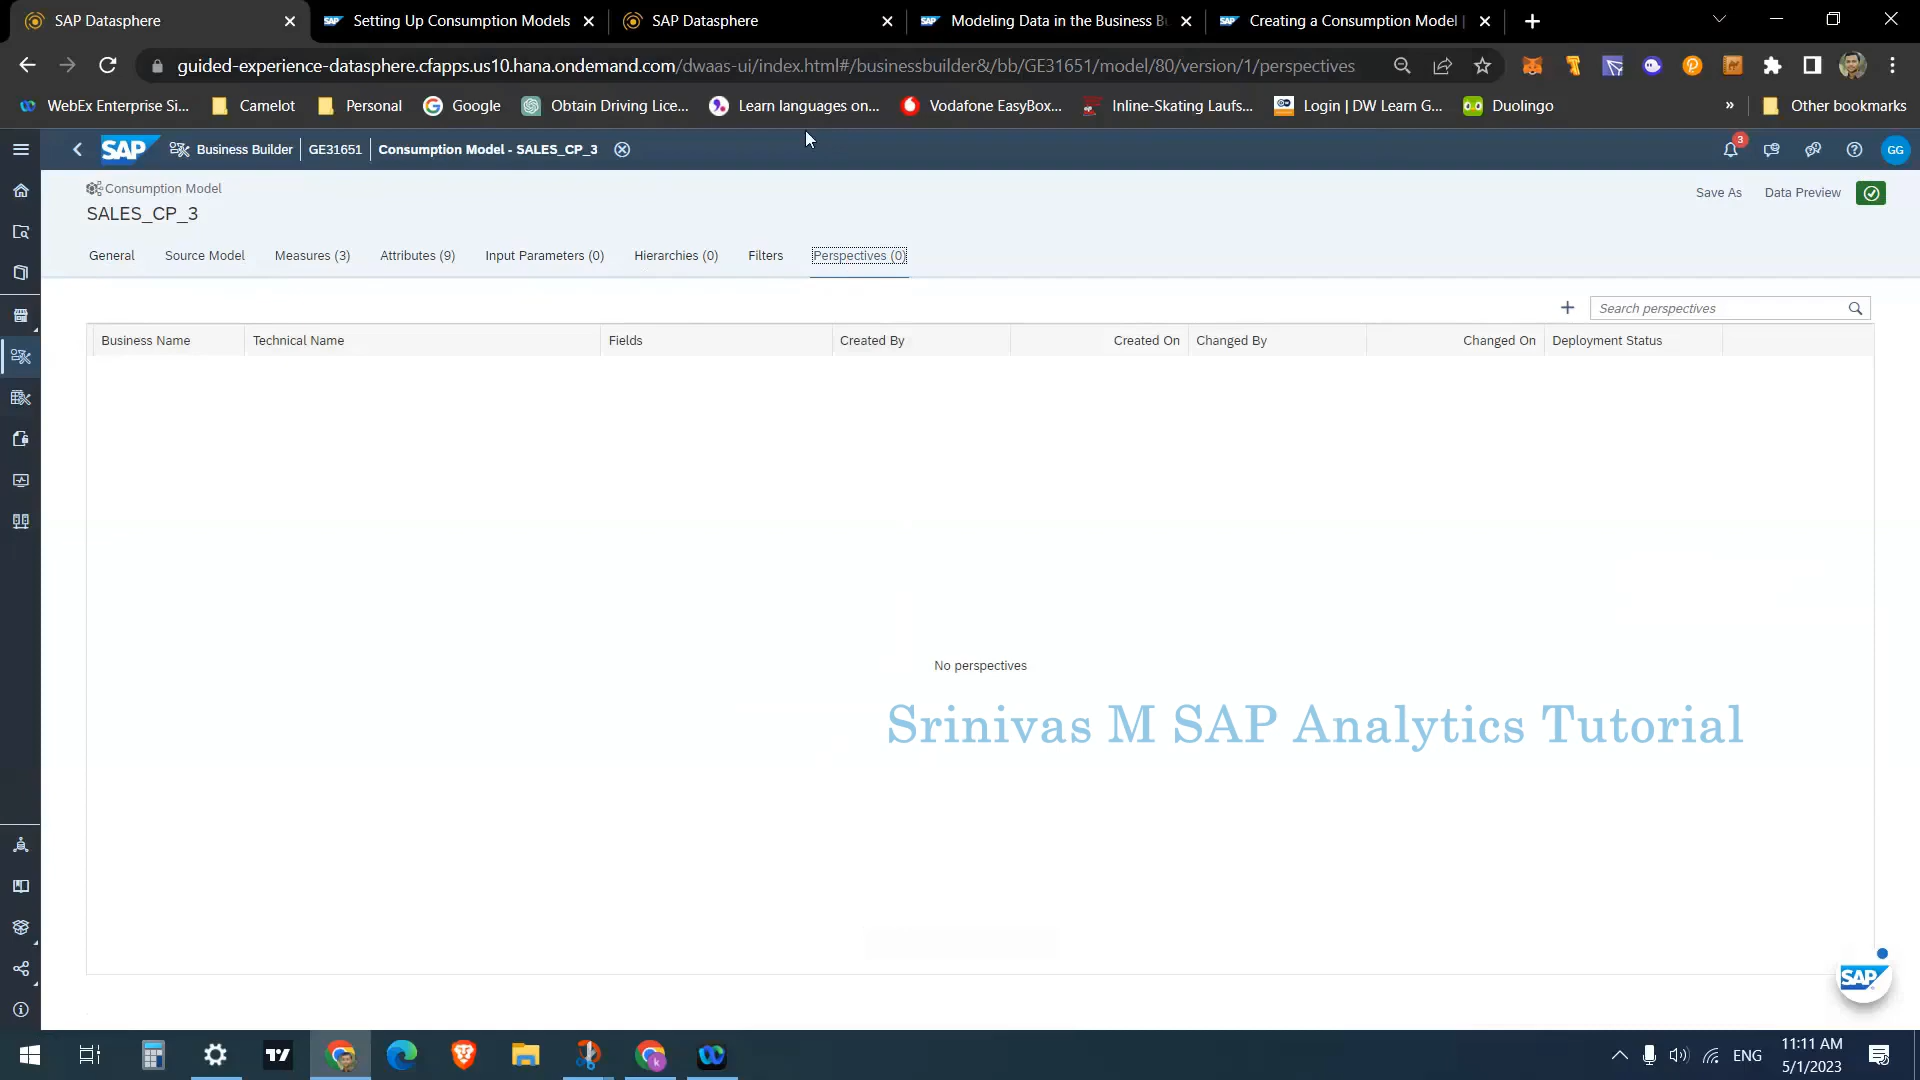 SAP Datasphere
Setting Up Consumption Models
SAP Datasphere
Modeling Data in the Business B
Creating a Consumption Model |
guided-experience-datasphere.cfapps.us10.hana.ondemand.com/dwaas-ui/index.html#/businessbuilder&/bb/GE31651/model/80/version/1/perspectives
WebEx Enterprise Si...
Camelot
Personal
Google
Obtain Driving Lice...
Learn languages on...
Vodafone EasyBox...
Inline-Skating Laufs...
Login | DW Learn G...
Duolingo
»
Other bookmarks
SAP
Business Builder
GE31651
Consumption Model - SALES_CP_3
3
GG
Consumption Model
SALES_CP_3
Save As
Data Preview
General
Source Model
Measures (3)
Attributes (9)
Input Parameters (0)
Hierarchies (0)
Filters
Perspectives (0)
Search perspectives
Business Name
Technical Name
Fields
Created By
Created On
Changed By
Changed On
Deployment Status
No perspectives
Srinivas M SAP Analytics Tutorial
SAP
ENG
11:11 AM
5/1/2023